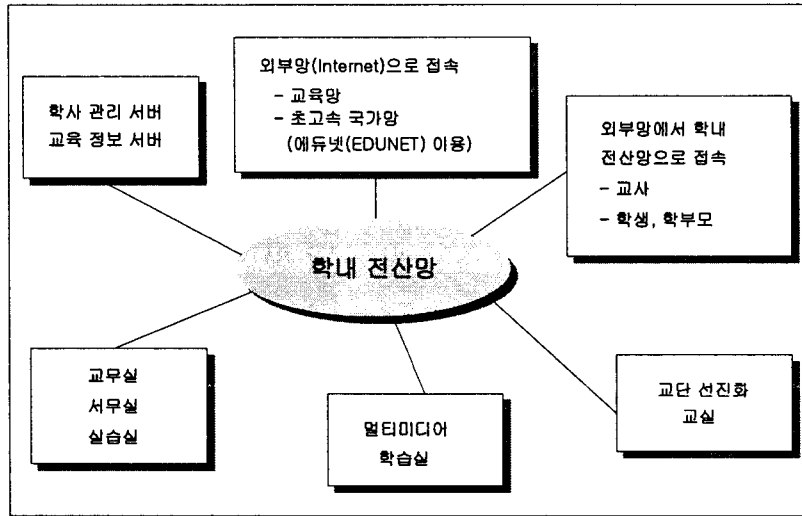 외부망(Internet)으로 접속
- 교육망
- 초고속 국가망
(에듀넷(EDUNET) 이용)
학사 관리 서버
교육 정보 서버
외부망에서 학내
전산망으로 접속
- 교사
- 학생, 학부모
학내 전산망
교무실
서무실
실습실
멀티미디어
학습실
교단 선진화
교실